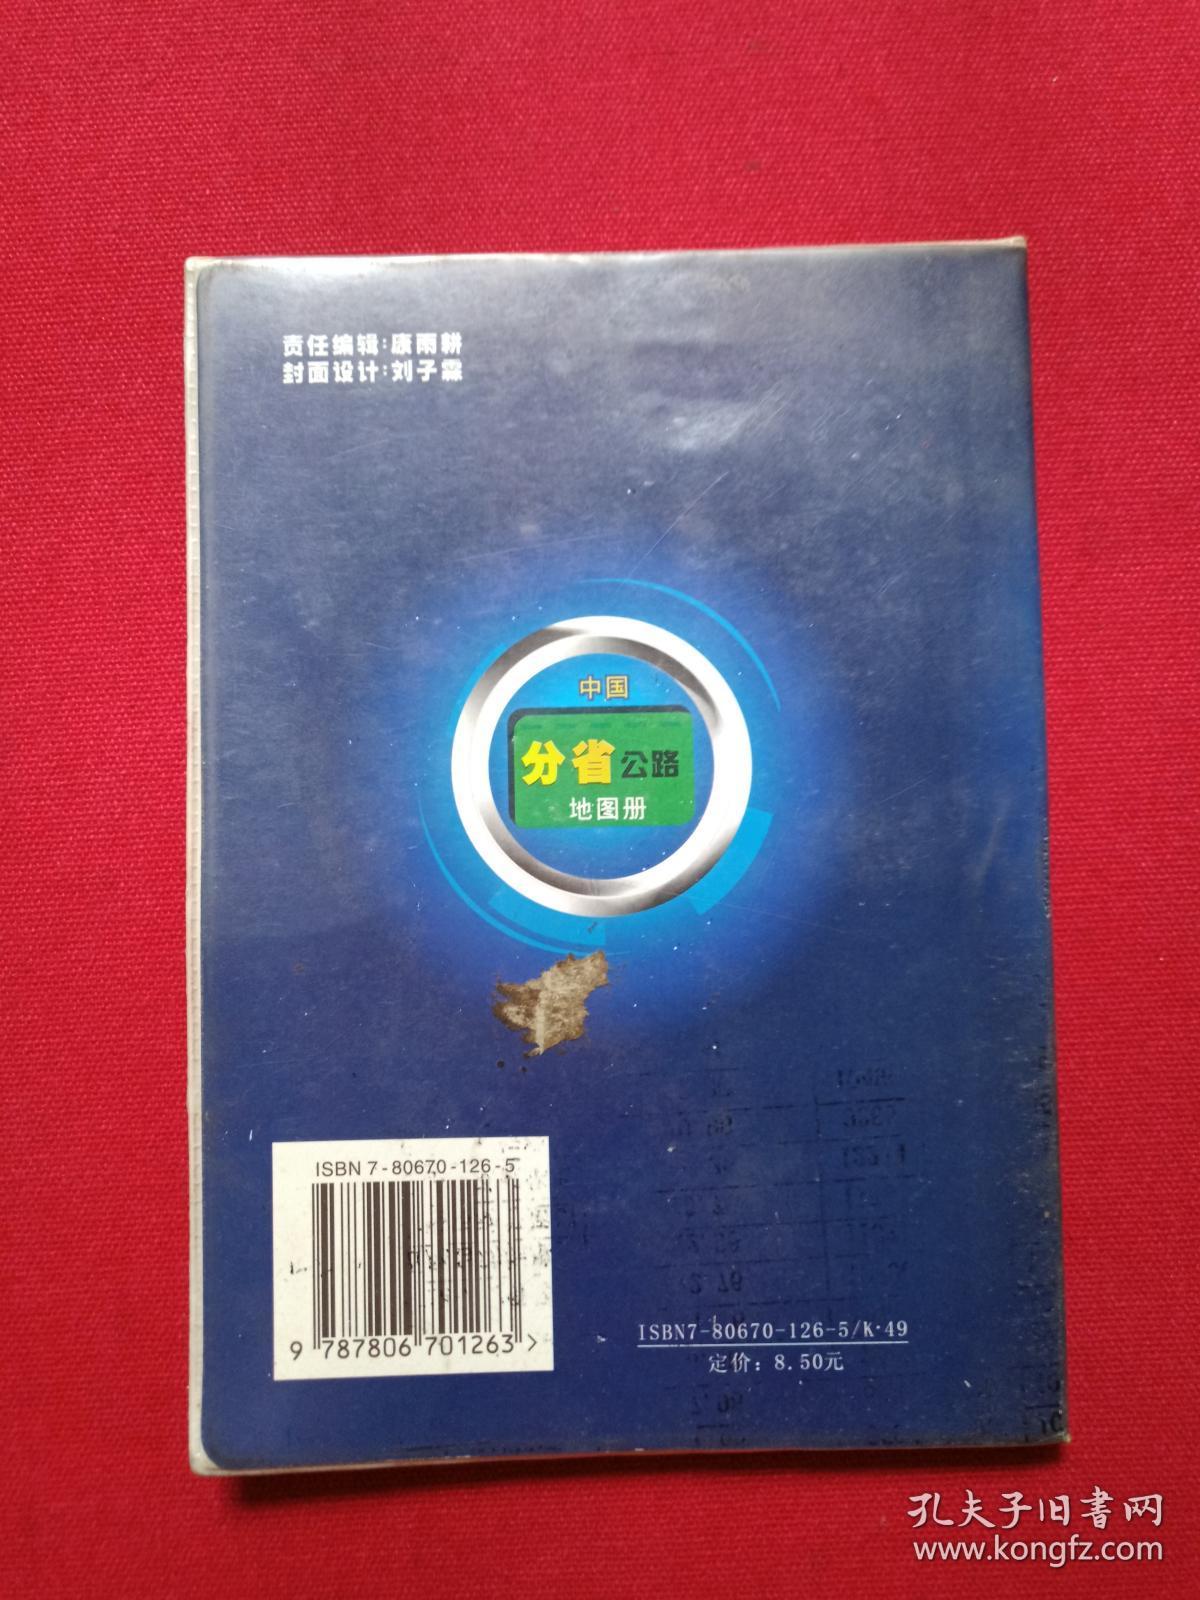 责任编辑:康雨耕
封面设计:刘子霖
中国
分省公路
地图册
ISBN 7-80670-126-5
9 787806 701263 >
ISBN7-80670-126-5/K·49
定价: 8.50元
孔夫子旧书网
www.kongfz.com